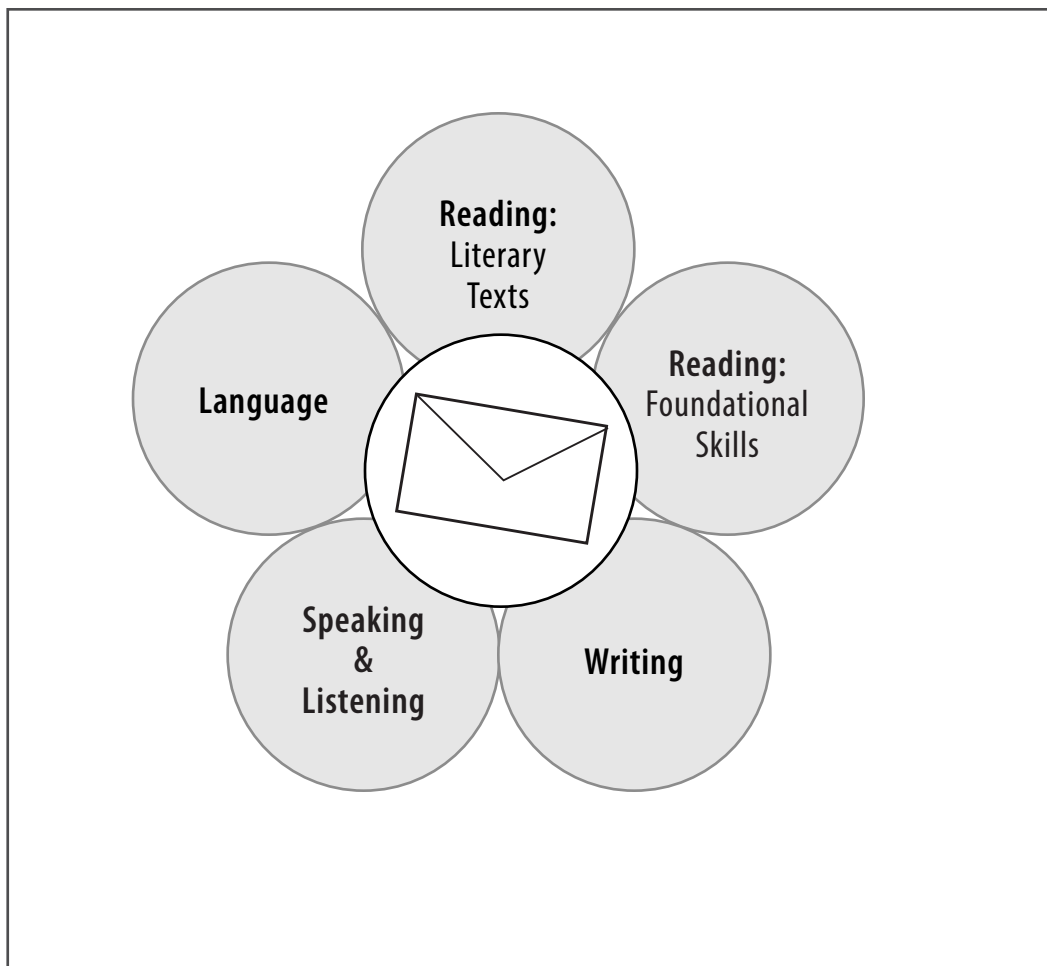 Reading:
Literary
Texts
Language
Reading:
Foundational
Skills
Speaking
&
Listening
Writing